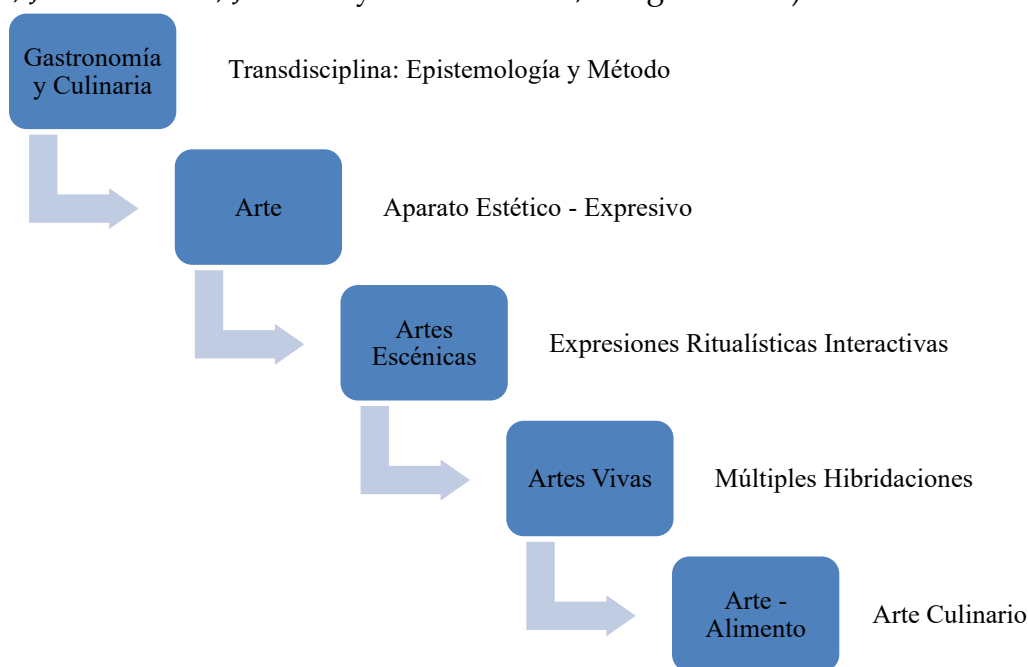 Gastronomía
y Culinaria
Transdisciplina: Epistemología y Método
Arte
Aparato Estético - Expresivo
Artes
Escénicas
Expresiones Ritualísticas Interactivas
Artes Vivas
Múltiples Hibridaciones
Arte -
Alimento
Arte Culinario